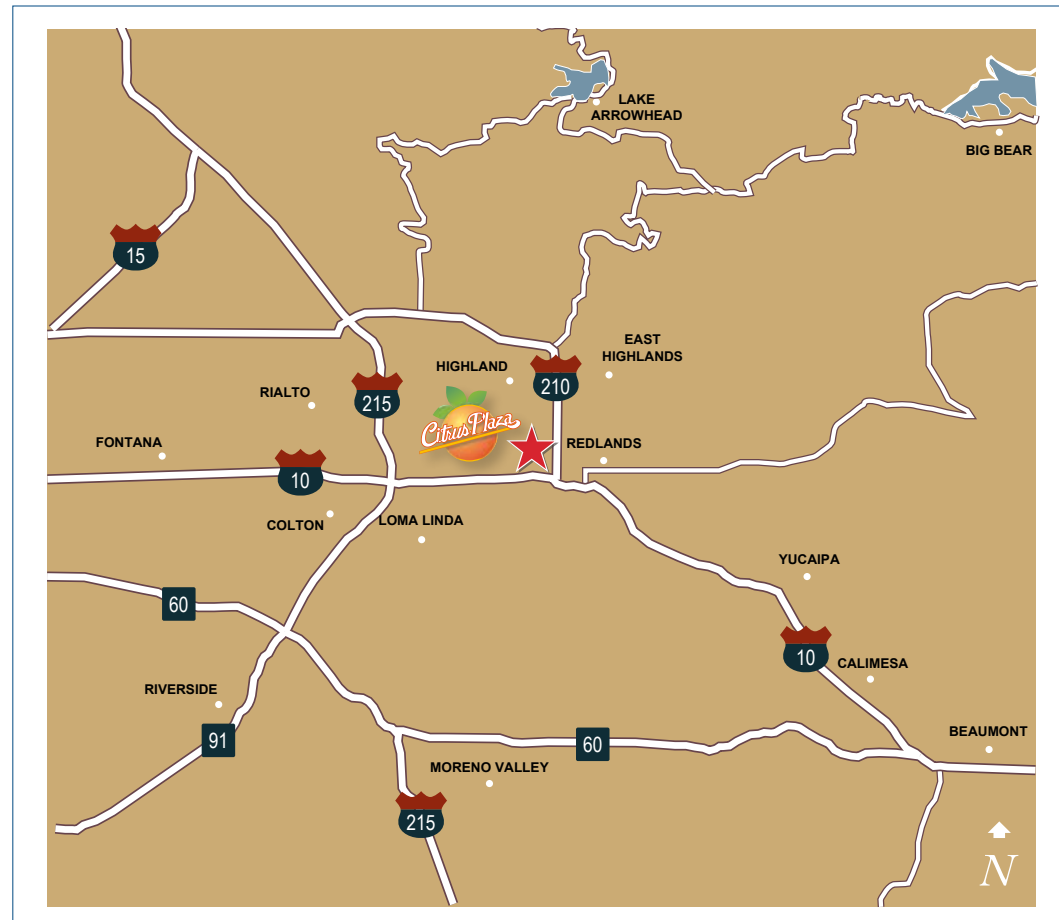 LAKE
ARROWHEAD
BIG BEAR
15
EAST
HIGHLANDS
HIGHLAND
210
RIALTO
215
Citrus Plaza
FONTANA
REDLANDS
10
COLTON
LOMA LINDA
YUCAIPA
60
10
CALIMESA
RIVERSIDE
91
60
BEAUMONT
MORENO VALLEY
215
N